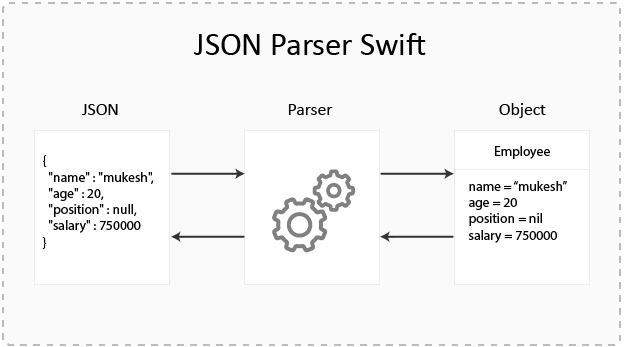 JSON Parser Swift
JSON
Parser
Object
{
"name" : "mukesh",
"age" : 20,
"position" : null,
"salary" : 750000
}
Employee
name = “mukesh”
age = 20
position = nil
salary = 750000